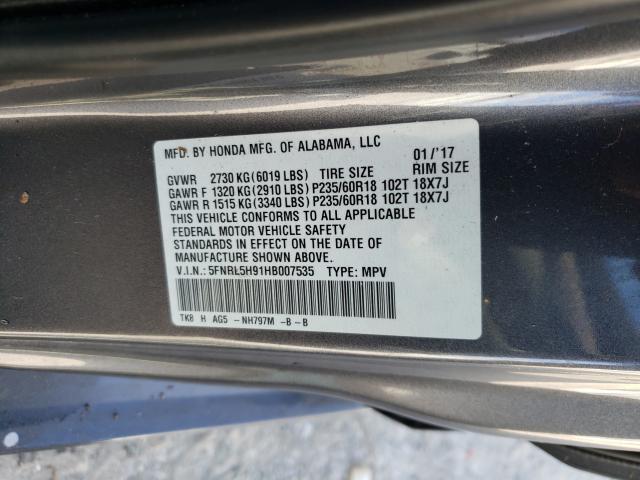 MFD. BY HONDA MFG. OF ALABAMA, LLC 01/'17
GVWR 2730 KG(6019 LBS) TIRE SIZE RIM SIZE
GAWR F 1320 KG(2910 LBS) P235/60R18 102T 18X7J
GAWR R 1515 KG(3340 LBS) P235/60R18 102T 18X7J
THIS VEHICLE CONFORMS TO ALL APPLICABLE
FEDERAL MOTOR VEHICLE SAFETY
STANDARDS IN EFFECT ON THE DATE OF
MANUFACTURE SHOWN ABOVE.
V.I.N.: 5FNRL5H91HB007535 TYPE: MPV
TK8 H AG5 -NH797M -B-B